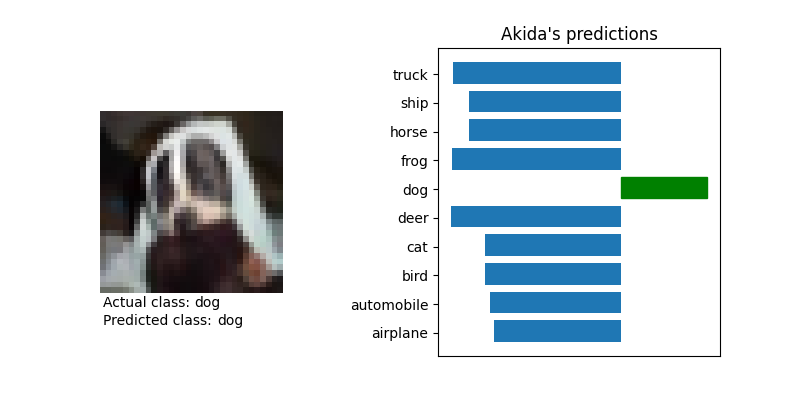 Akida's predictions
truck
ship
horse
frog
dog
deer
cat
bird
automobile
airplane
Actual class: dog
Predicted class: dog